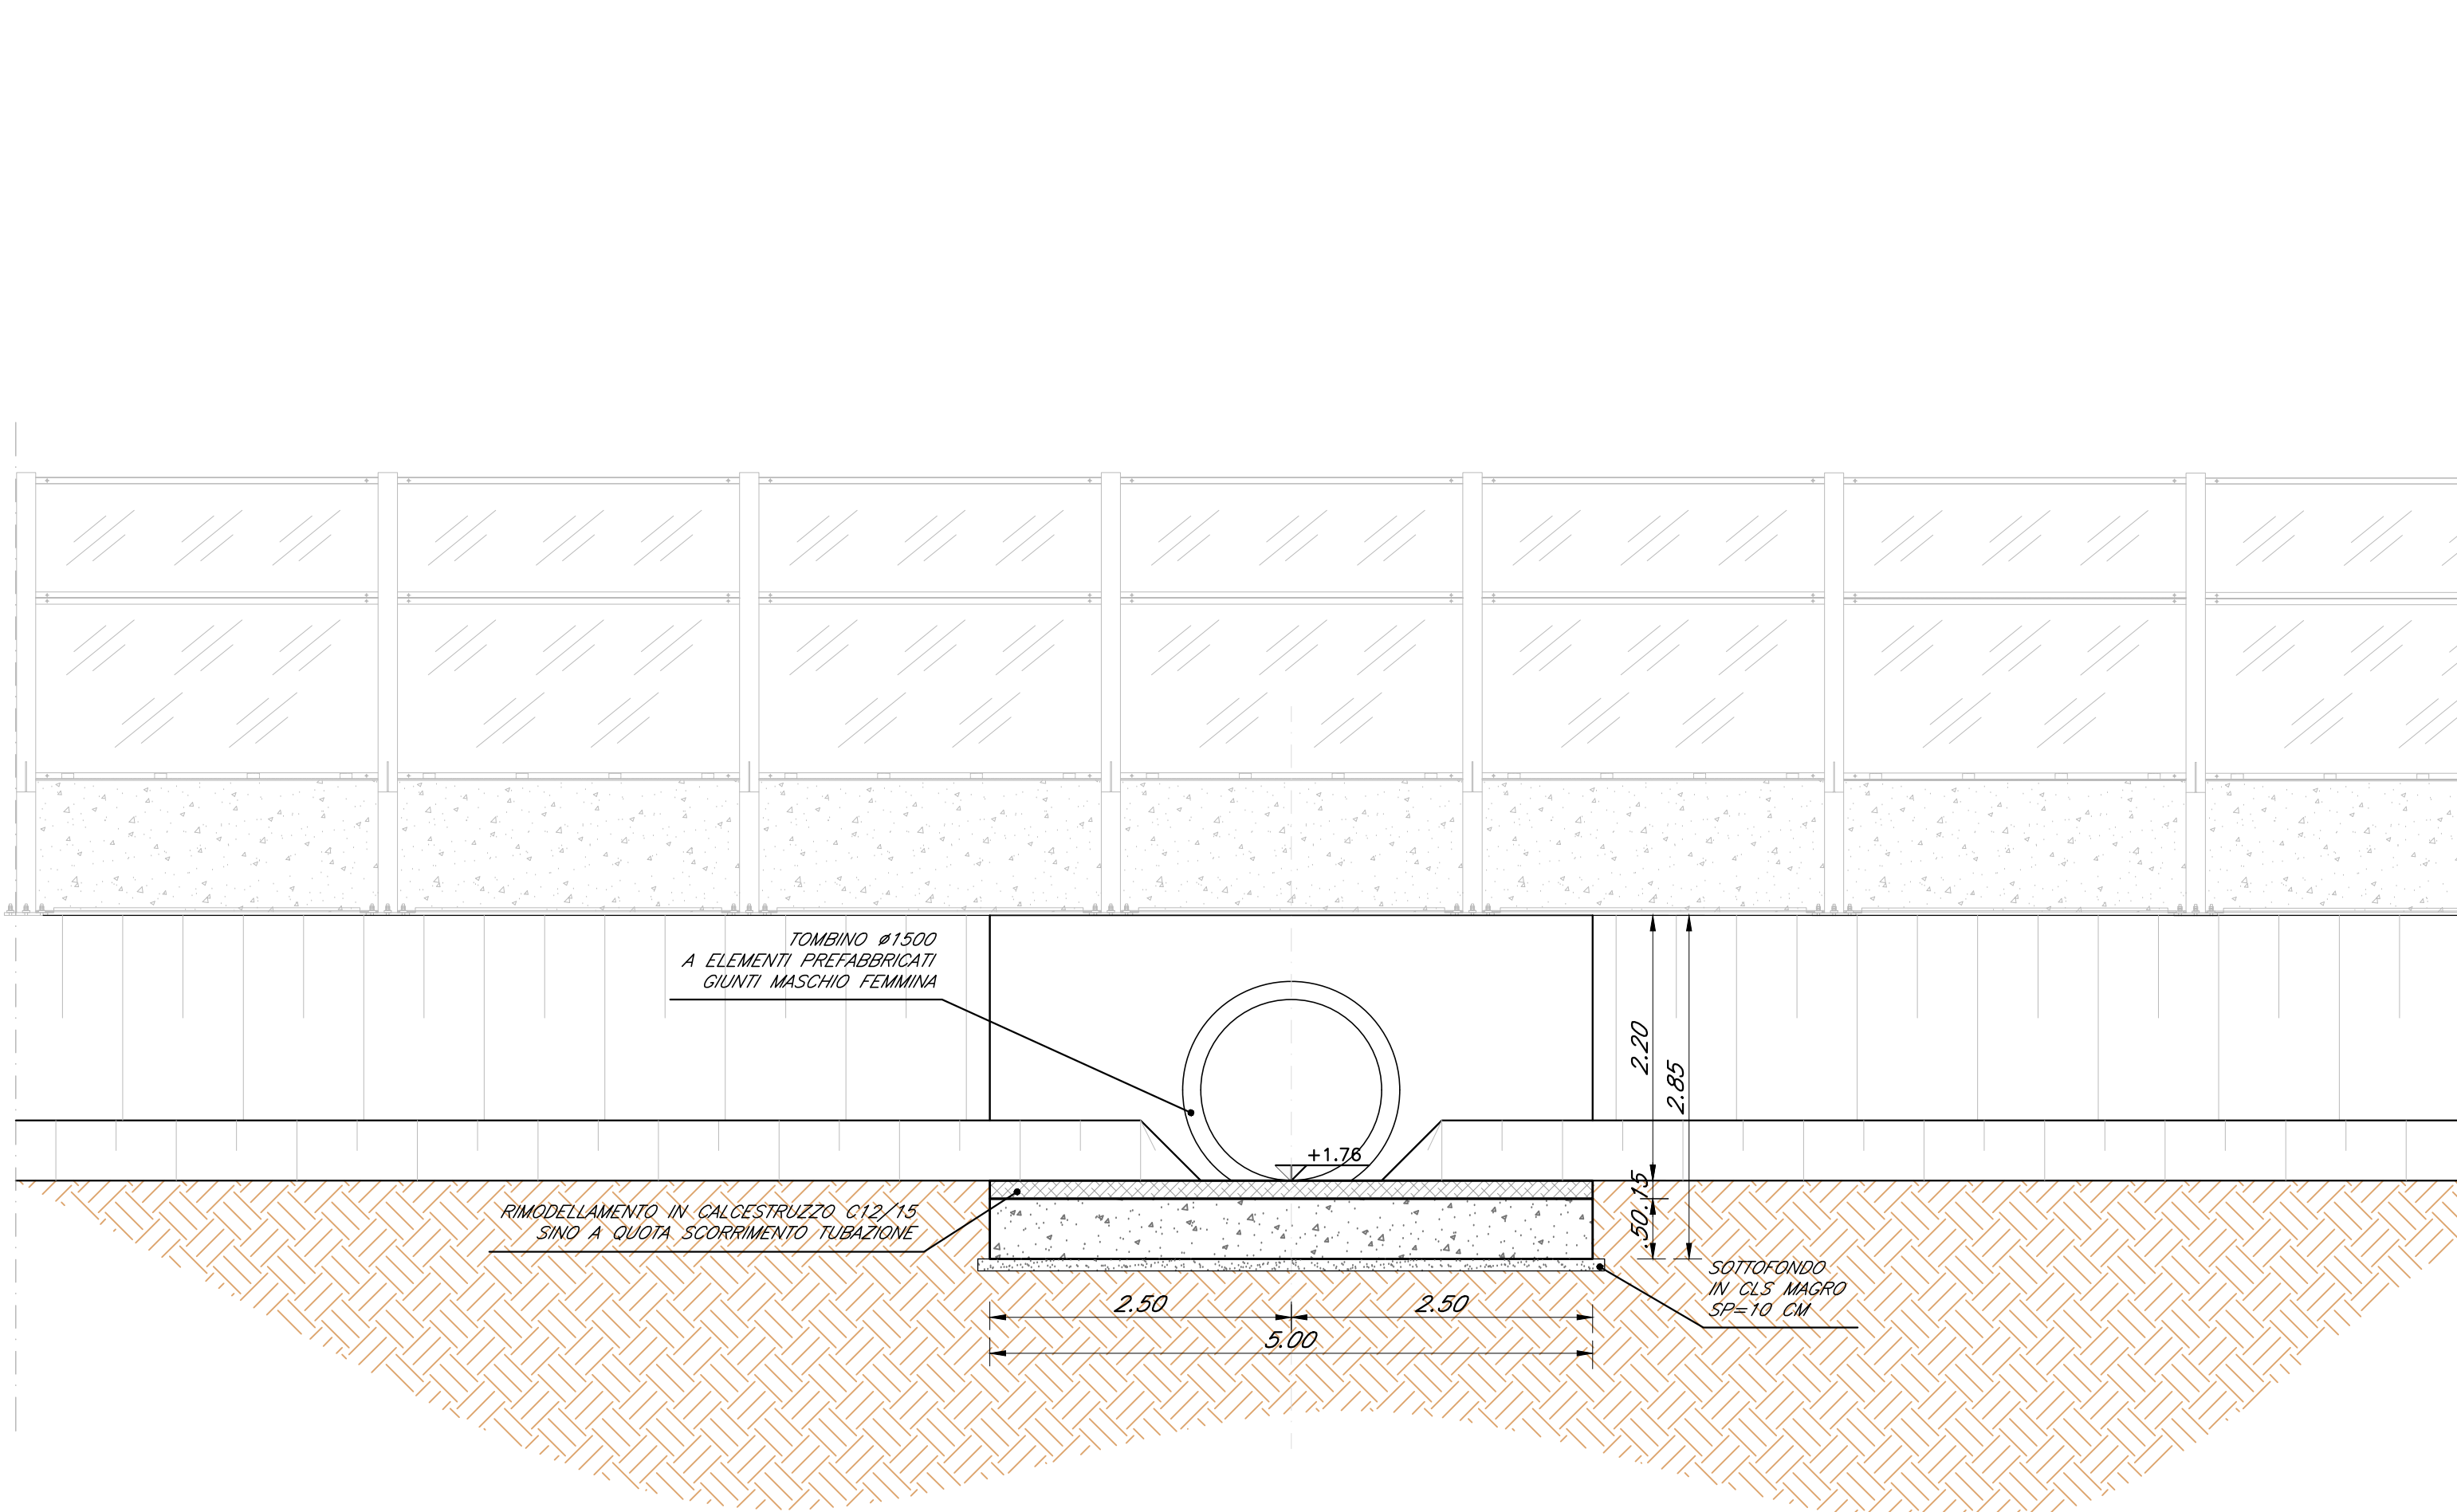 TOMBINO ø1500
A ELEMENTI PREFABBRICATI
GIUNTI MASCHIO FEMMINA
2.20
2.85
+1.76
.15
.50
RIMODELLAMENTO IN CALCESTRUZZO C12/15
SINO A QUOTA SCORRIMENTO TUBAZIONE
SOTTOFONDO
IN CLS MAGRO
SP=10 CM
2.50
2.50
5.00